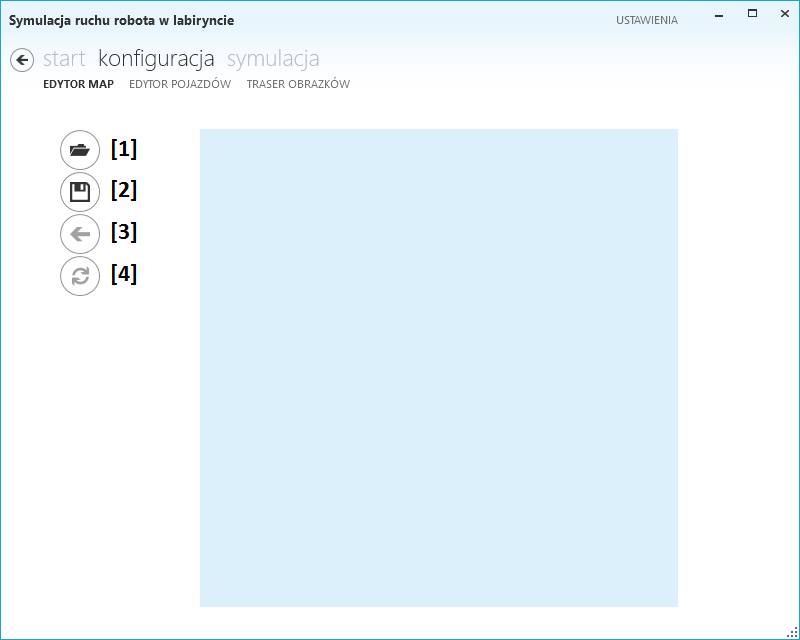 Symulacja ruchu robota w labiryncie
USTAWIENIA
start konfiguracja symulacja
EDYTOR MAP EDYTOR POJAZDÓW TRASER OBRAZKÓW
[1]
[2]
[3]
[4]